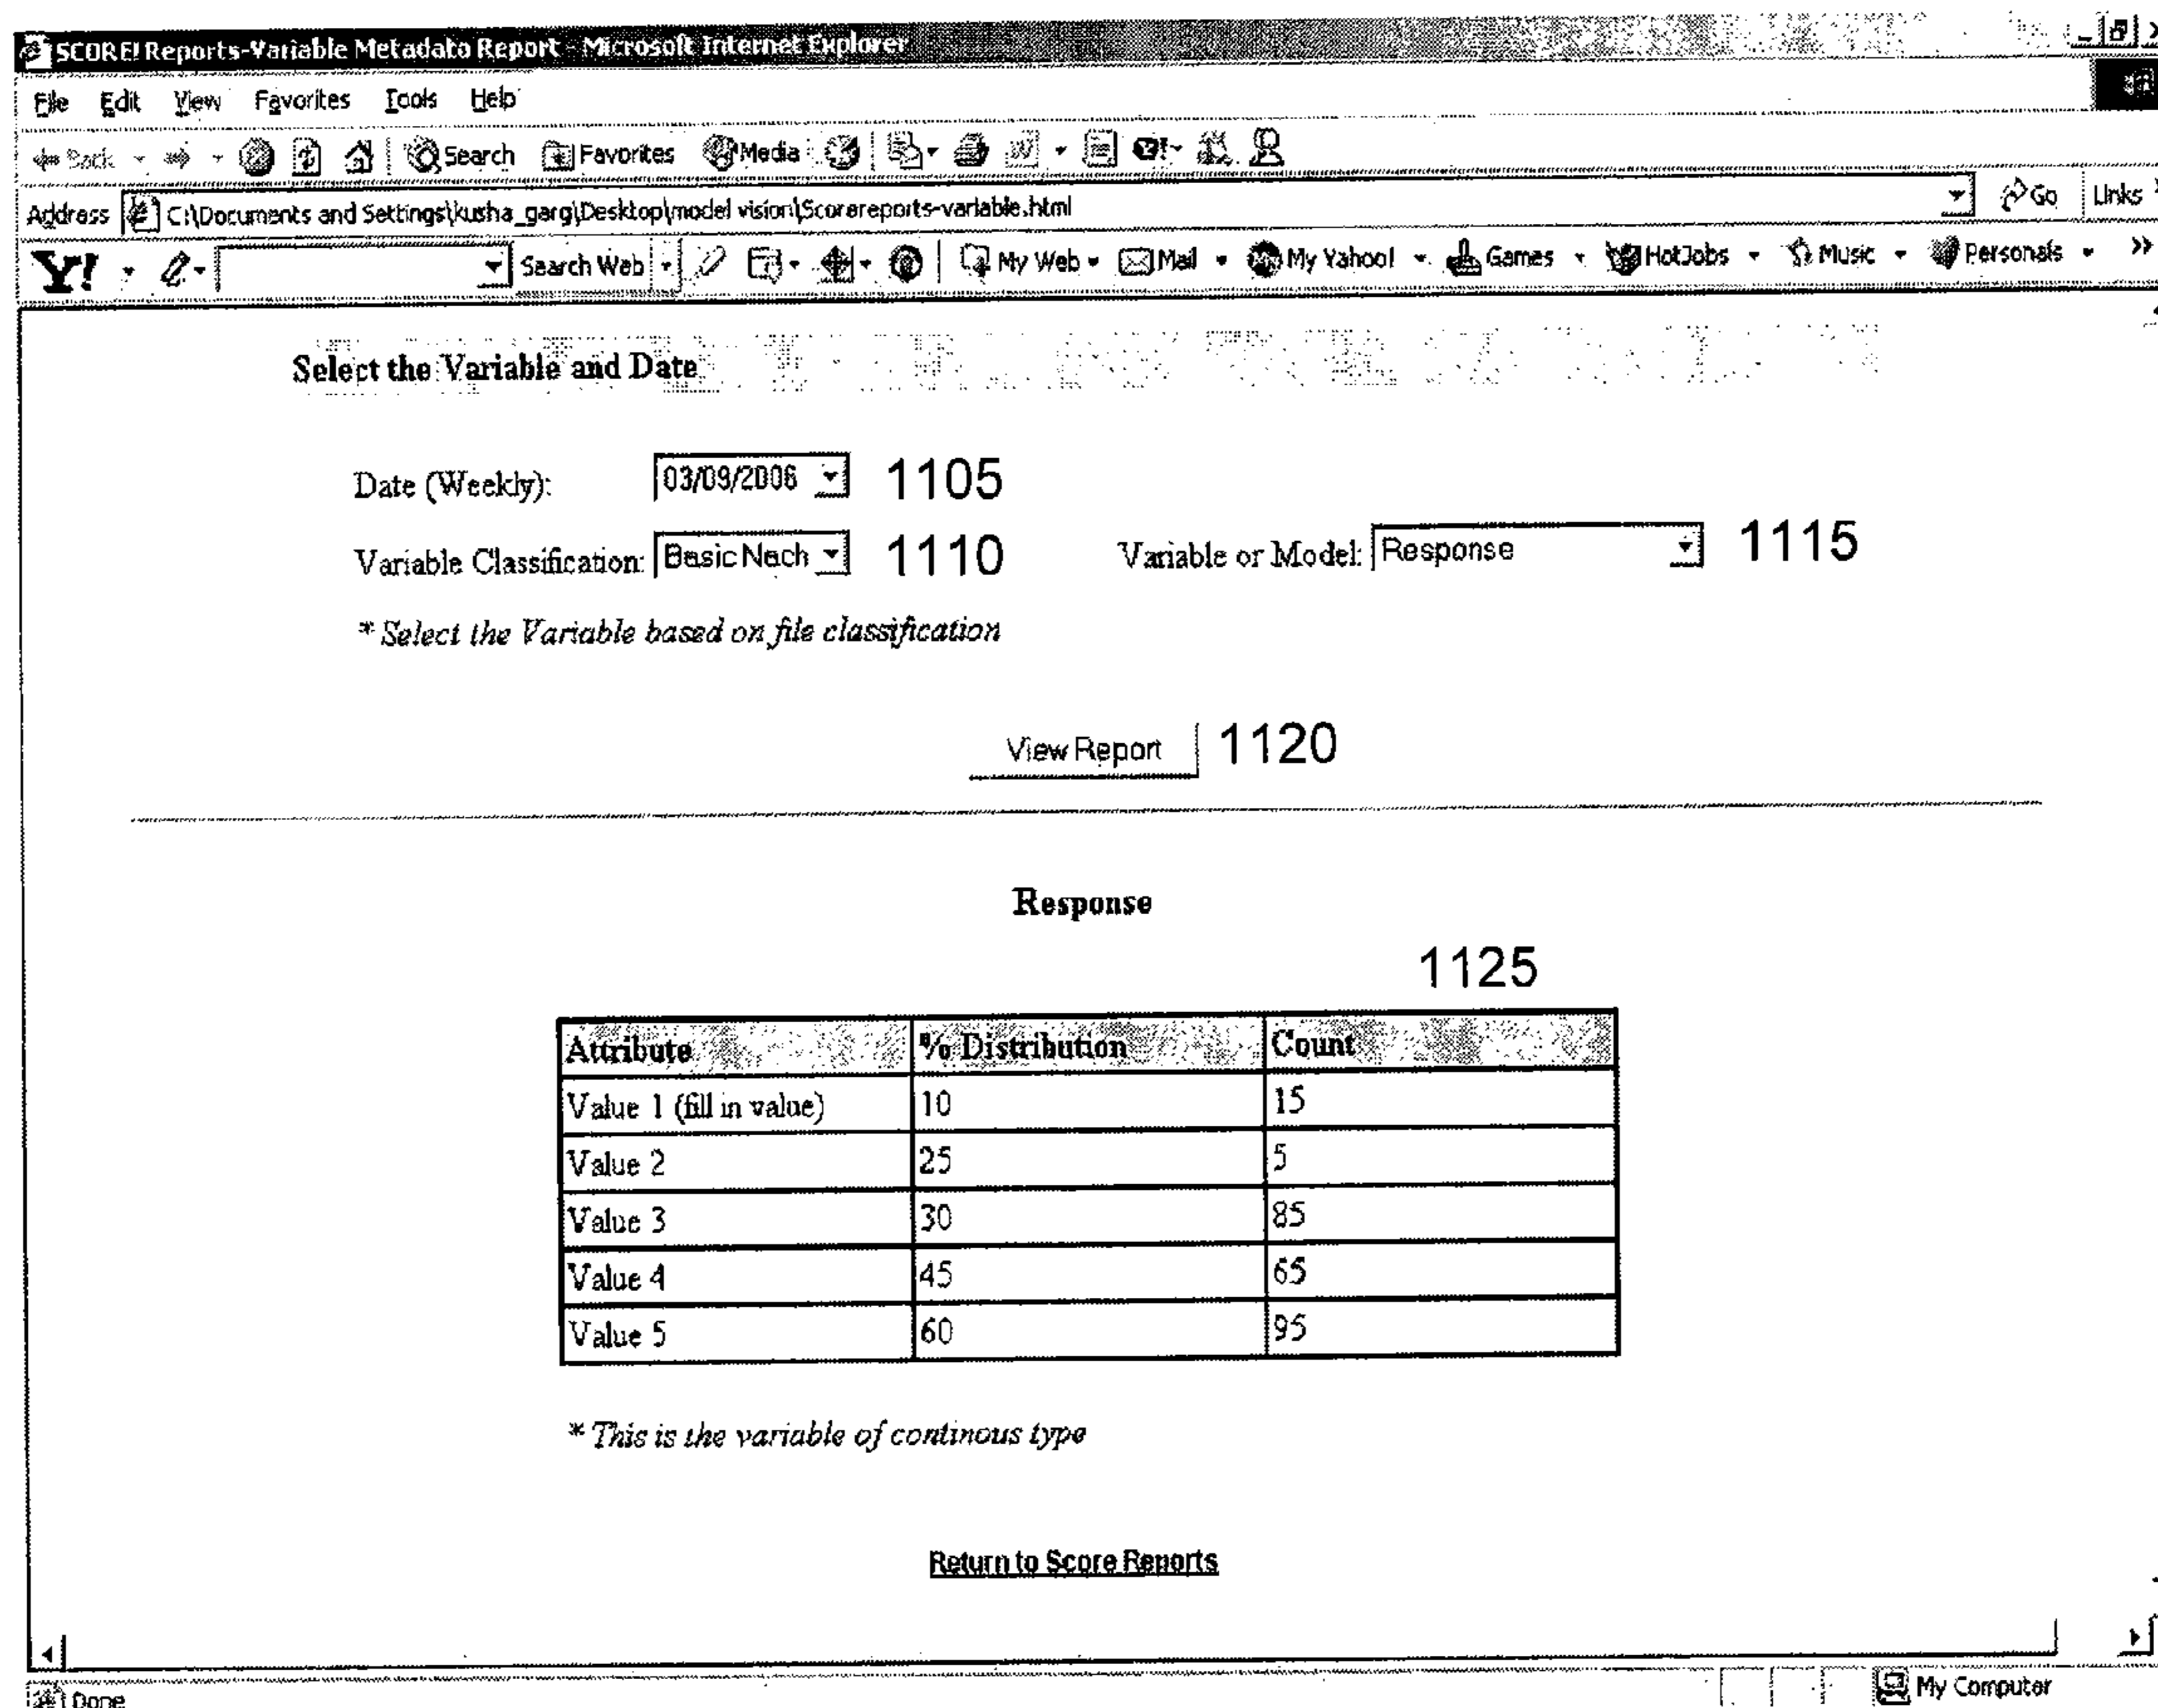 SCORE! Reports-Variable Metadata Report - Microsoft Internet Explorer
File Edit View Favorites Tools Help
Back Search Favorites Media
Address C:\Documents and Settings\kusha_garg\Desktop\model vision\Scorereports-variable.html Go Links
Y! Search Web My Web Mail My Yahoo! Games HotJobs Music Personals »
Select the Variable and Date
Date (Weekly): 03/09/2006 1105
Variable Classification: Basic Nech 1110 Variable or Model: Response 1115
* Select the Variable based on file classification
View Report 1120
Response
1125
Attribute % Distribution Count
Value 1 (fill in value) 10 15
Value 2 25 5
Value 3 30 85
Value 4 45 65
Value 5 60 95
* This is the variable of continous type
Return to Score Reports
Done My Computer